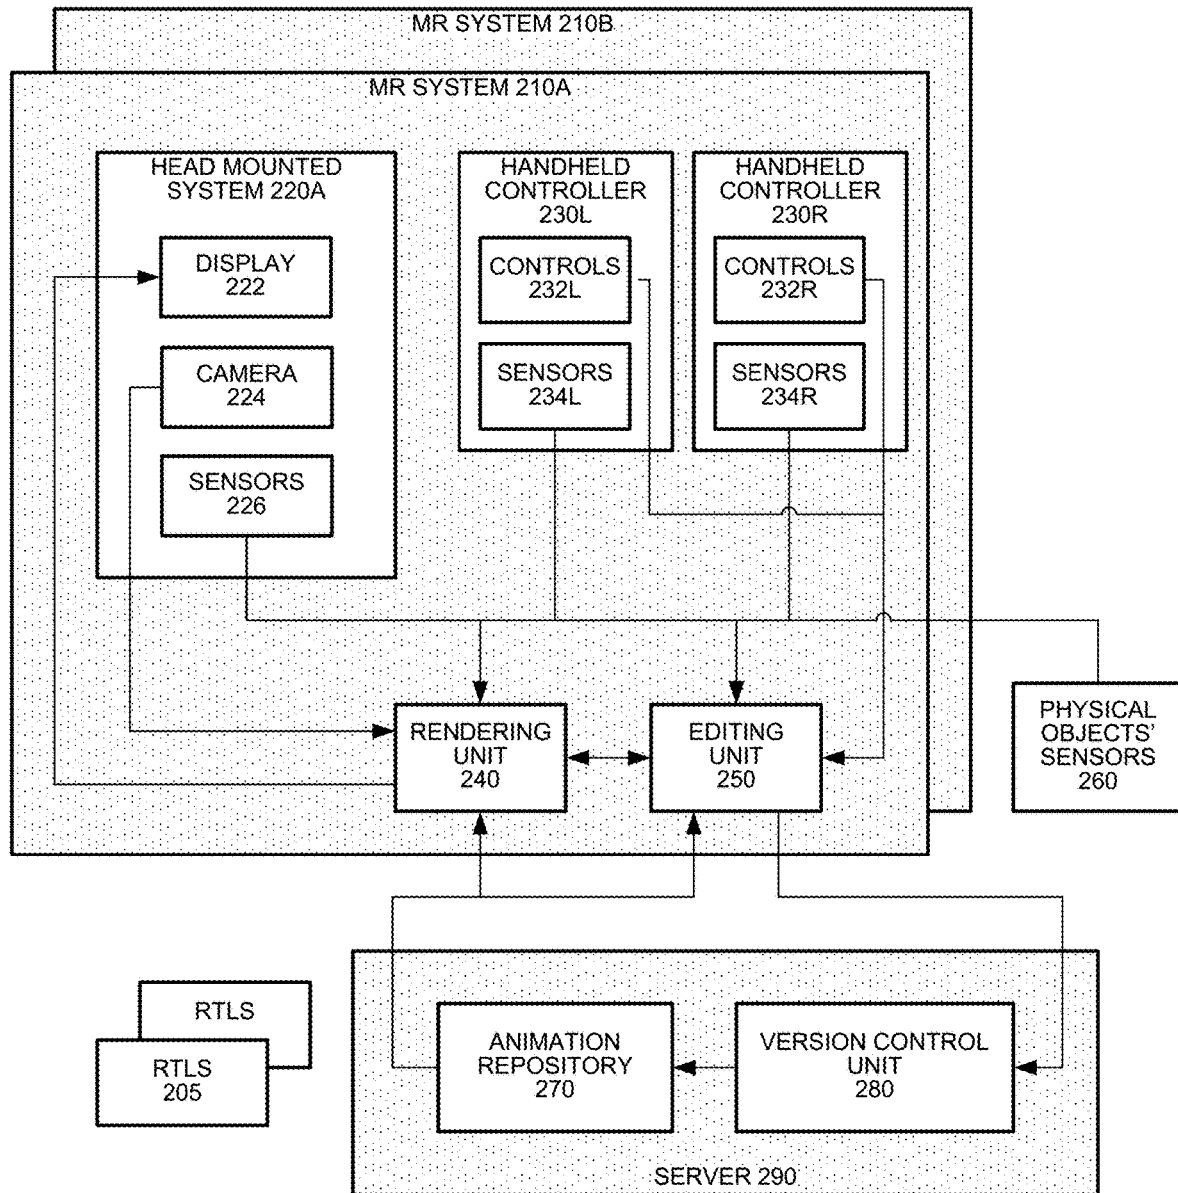 MR SYSTEM 210B
MR SYSTEM 210A
HEAD MOUNTED
SYSTEM 220A
DISPLAY
222
CAMERA
224
SENSORS
226
HANDHELD
CONTROLLER
230L
CONTROLS
232L
SENSORS
234L
HANDHELD
CONTROLLER
230R
CONTROLS
232R
SENSORS
234R
RENDERING
UNIT
240
EDITING
UNIT
250
PHYSICAL
OBJECTS'
SENSORS
260
RTLS
RTLS
205
ANIMATION
REPOSITORY
270
VERSION CONTROL
UNIT
280
SERVER 290